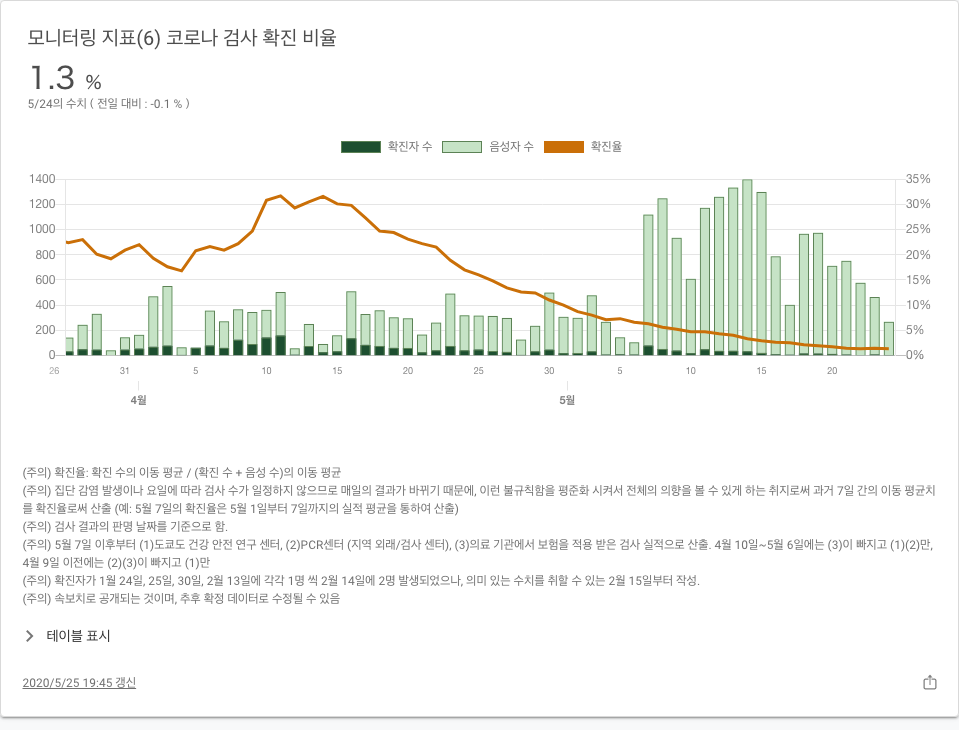 모니터링 지표(6) 코로나 검사 확진 비율
1.3 %
5/24의 수치 ( 전일 대비 : -0.1 % )
확진자 수 음성자 수 확진율
1400 35%
1200 30%
1000 25%
800 20%
600 15%
400 10%
200 5%
0 0%
26 31 5 10 15 20 25 30 5 10 15 20
4월 5월
(주의) 확진율: 확진 수의 이동 평균 / (확진 수 + 음성 수)의 이동 평균
(주의) 집단 감염 발생이나 요일에 따라 검사 수가 일정하지 않으므로 매일의 결과가 바뀌기 때문에, 이런 불규칙함을 평준화 시켜서 전체의 의향을 볼 수 있게 하는 취지로써 과거 7일 간의 이동 평균치
를 확진율로써 산출 (예: 5월 7일의 확진율은 5월 1일부터 7일까지의 실적 평균을 통하여 산출)
(주의) 검사 결과의 판명 날짜를 기준으로 함.
(주의) 5월 7일 이후부터 (1)도쿄도 건강 안전 연구 센터, (2)PCR센터 (지역 외래/검사 센터), (3)의료 기관에서 보험을 적용 받은 검사 실적으로 산출. 4월 10일~5월 6일에는 (3)이 빠지고 (1)(2)만,
4월 9일 이전에는 (2)(3)이 빠지고 (1)만
(주의) 확진자가 1월 24일, 25일, 30일, 2월 13일에 각각 1명 씩 2월 14일에 2명 발생되었으나, 의미 있는 수치를 취할 수 있는 2월 15일부터 작성.
(주의) 속보치로 공개되는 것이며, 추후 확정 데이터로 수정될 수 있음
테이블 표시
2020/5/25 19:45 갱신